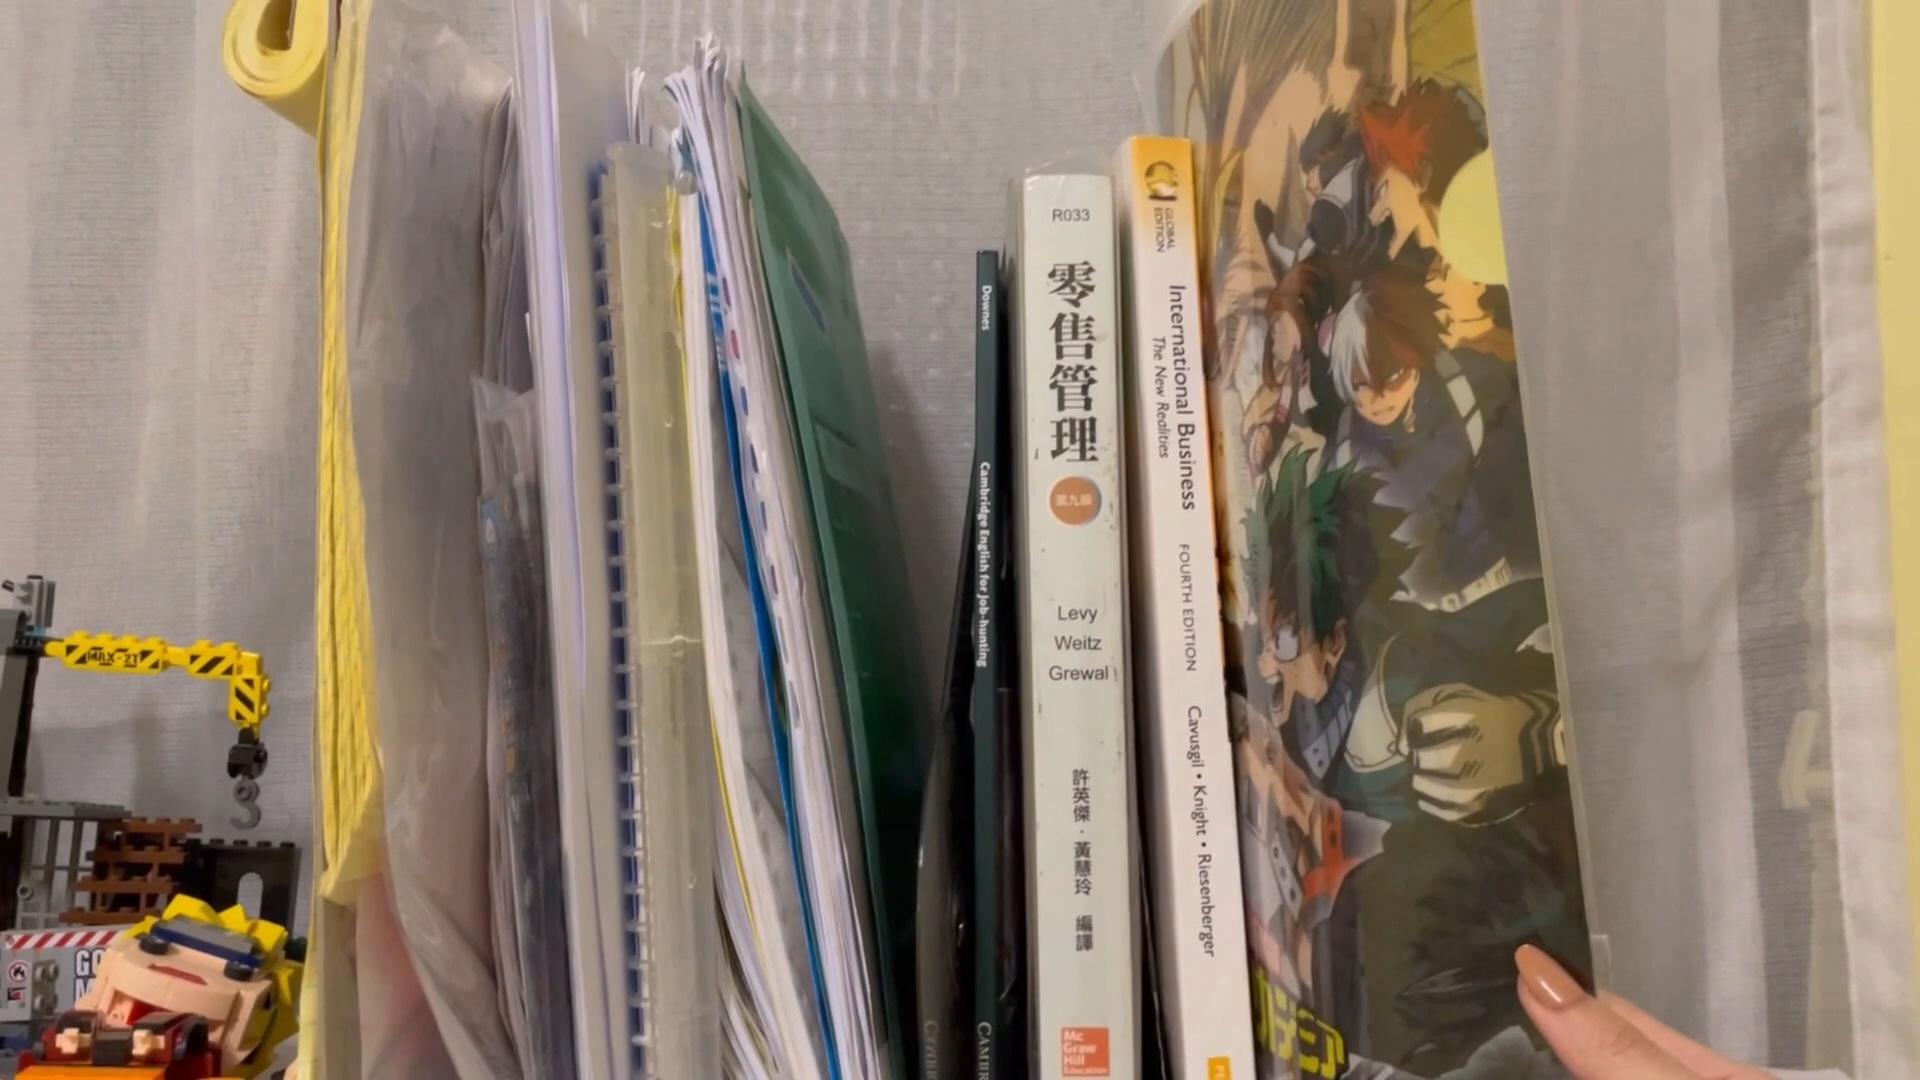 MAX-21
GO
Downes
Cambridge English for Job-hunting
CAMBR
R033
零售管理
第九版
Levy
Weitz
Grewal
許英傑·黃慧玲 編譯
Mc
Graw
Hill
Education
GLOBAL
EDITION
International Business
The New Realities
FOURTH EDITION
Cavusgil • Knight • Riesenberger